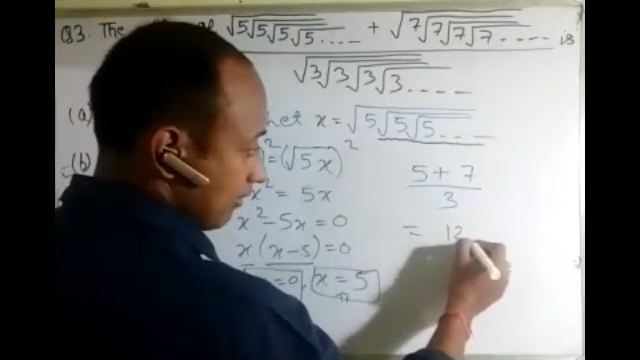 Q3. The √5√5√5√5..... + √7√7√7√7..... is
√3√3√3√3.....
(a) let x = √5√5√5...
(b) ² = (√5x)²
x² = 5x
x² - 5x = 0
x(x-5) = 0
= 0, x = 5
5 + 7
3
= 12